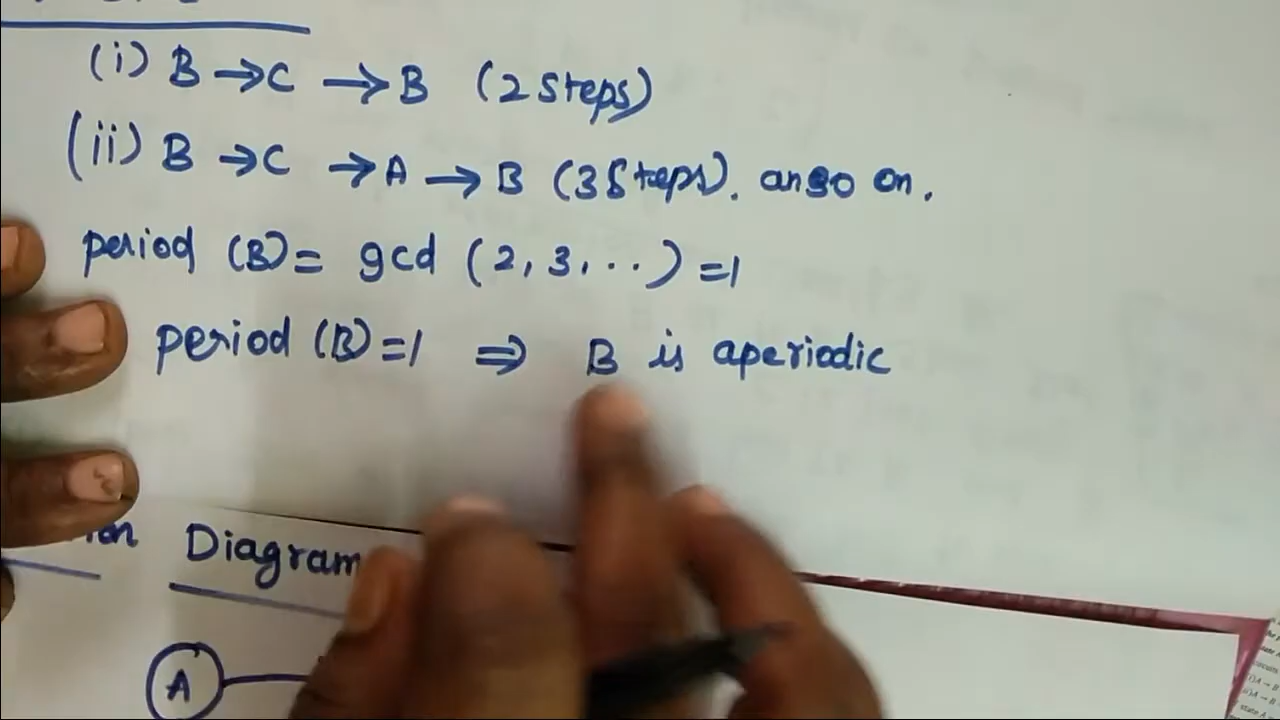 (i) B → C → B (2 Steps)
(ii) B → C → A → B (3 Steps). an so on.
period (B) = gcd (2, 3, ...) = 1
period (B) = 1 ⇒ B is aperiodic
Diagram
A